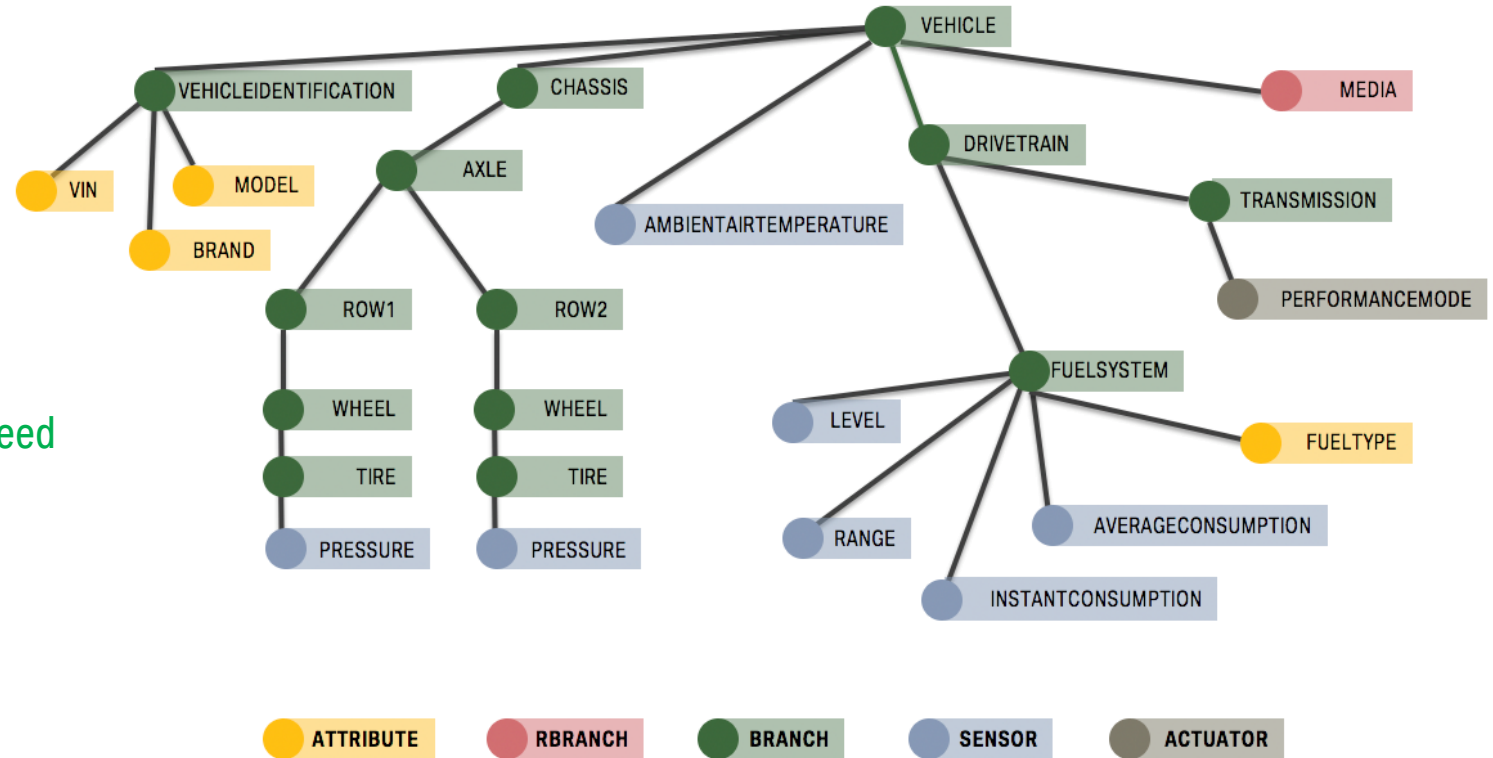 VEHICLE
VEHICLEIDENTIFICATION
CHASSIS
MEDIA
DRIVETRAIN
AXLE
VIN
MODEL
TRANSMISSION
AMBIENTAIRTEMPERATURE
BRAND
PERFORMANCEMODE
ROW1
ROW2
FUELSYSTEM
WHEEL
WHEEL
LEVEL
eed
FUELTYPE
TIRE
TIRE
AVERAGECONSUMPTION
RANGE
PRESSURE
PRESSURE
INSTANTCONSUMPTION
ATTRIBUTE
RBRANCH
BRANCH
SENSOR
ACTUATOR